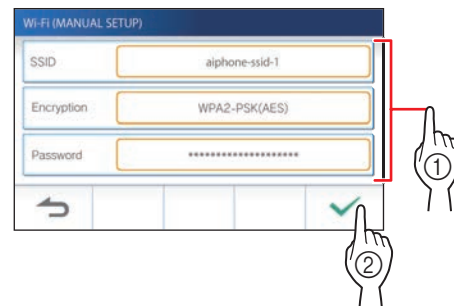 Wi-Fi (MANUAL SETUP)
SSID
aiphone-ssid-1
Encryption
WPA2-PSK(AES)
Password
********************
①
②